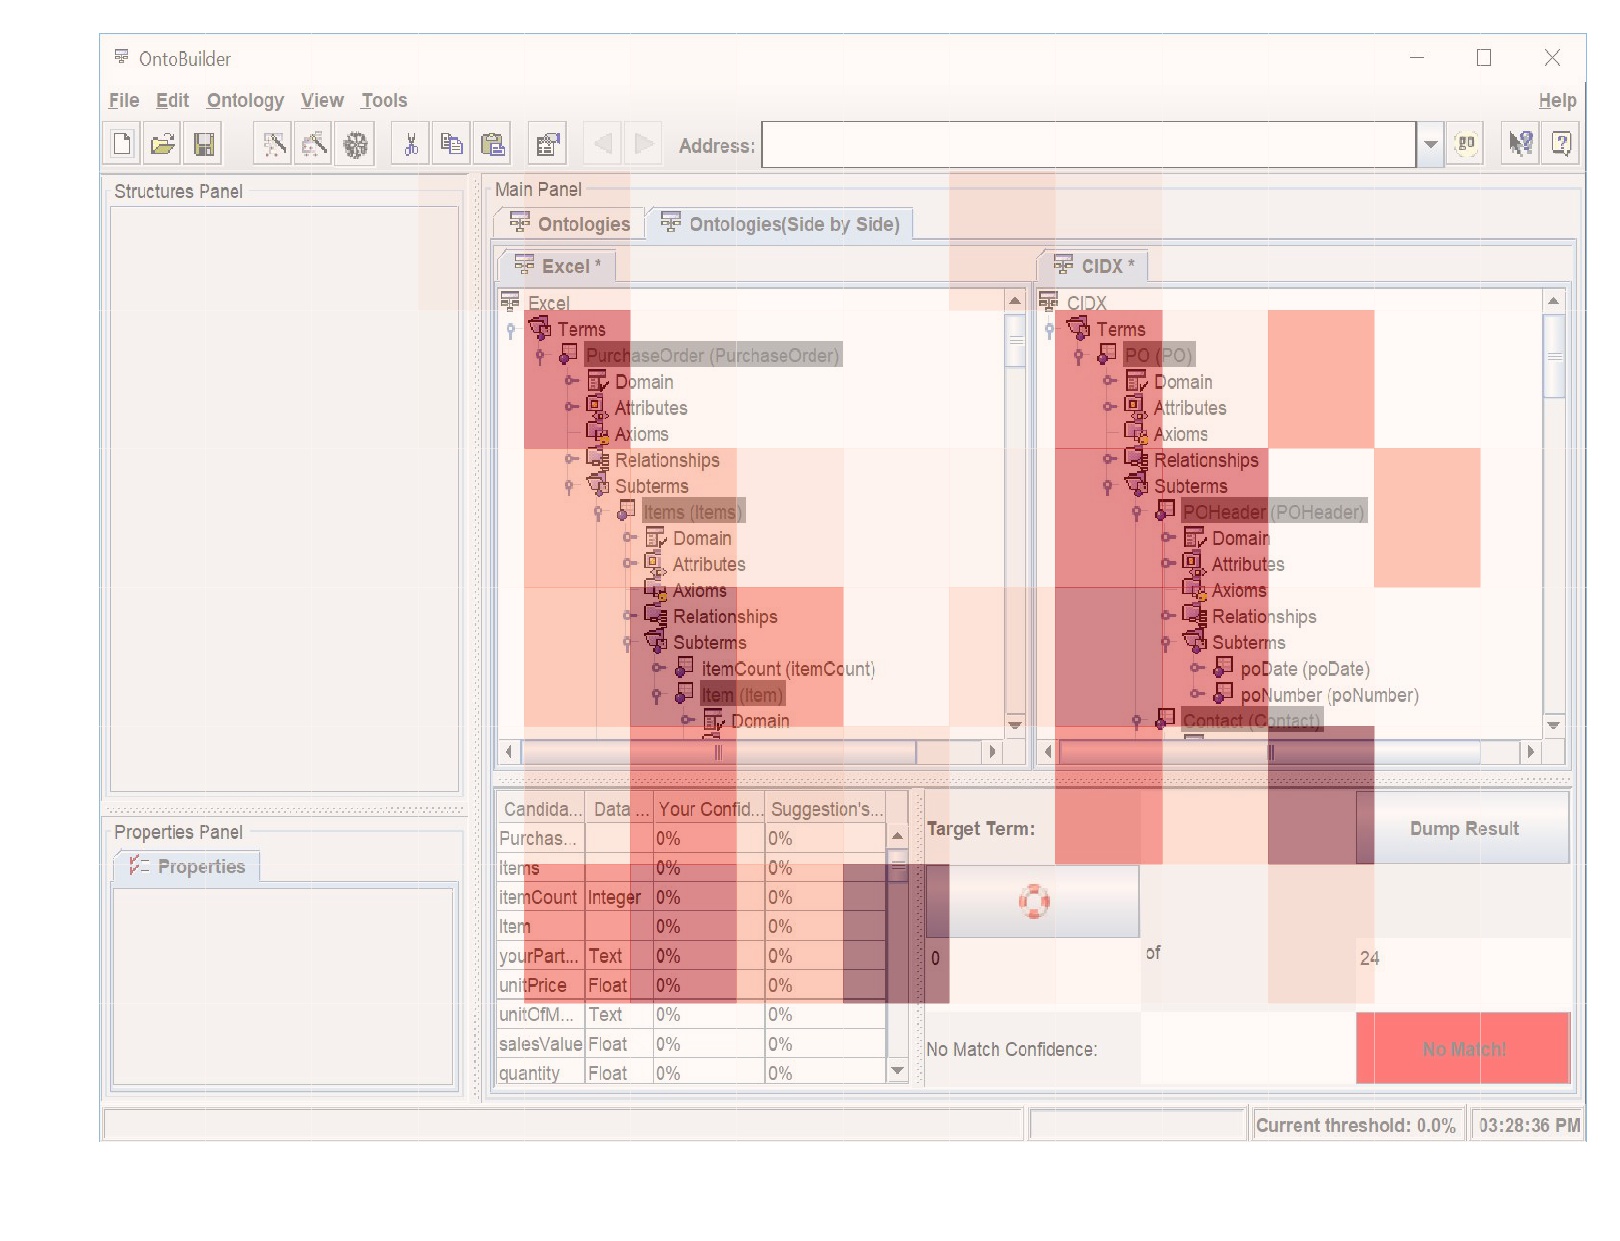 OntoBuilder
File Edit Ontology View Tools Help
Address: go
Structures Panel
Main Panel
Ontologies Ontologies(Side by Side)
Excel * CIDX *
Excel
Terms
PurchaseOrder (PurchaseOrder)
Domain
Attributes
Axioms
Relationships
Subterms
Items (Items)
Domain
Attributes
Axioms
Relationships
Subterms
itemCount (itemCount)
Item (Item)
Domain
CIDX
Terms
PO (PO)
Domain
Attributes
Axioms
Relationships
Subterms
POHeader (POHeader)
Domain
Attributes
Axioms
Relationships
Subterms
poDate (poDate)
poNumber (poNumber)
Contact (Contact)
Properties Panel
Properties
Candida... Data ... Your Confid... Suggestion's...
Purchas... 0% 0%
Items 0% 0%
itemCount Integer 0% 0%
Item 0% 0%
yourPart... Text 0% 0%
unitPrice Float 0% 0%
unitOfM... Text 0% 0%
salesValue Float 0% 0%
quantity Float 0% 0%
Target Term: Dump Result
0 of 24
No Match Confidence: No Match!
Current threshold: 0.0% 03:28:36 PM